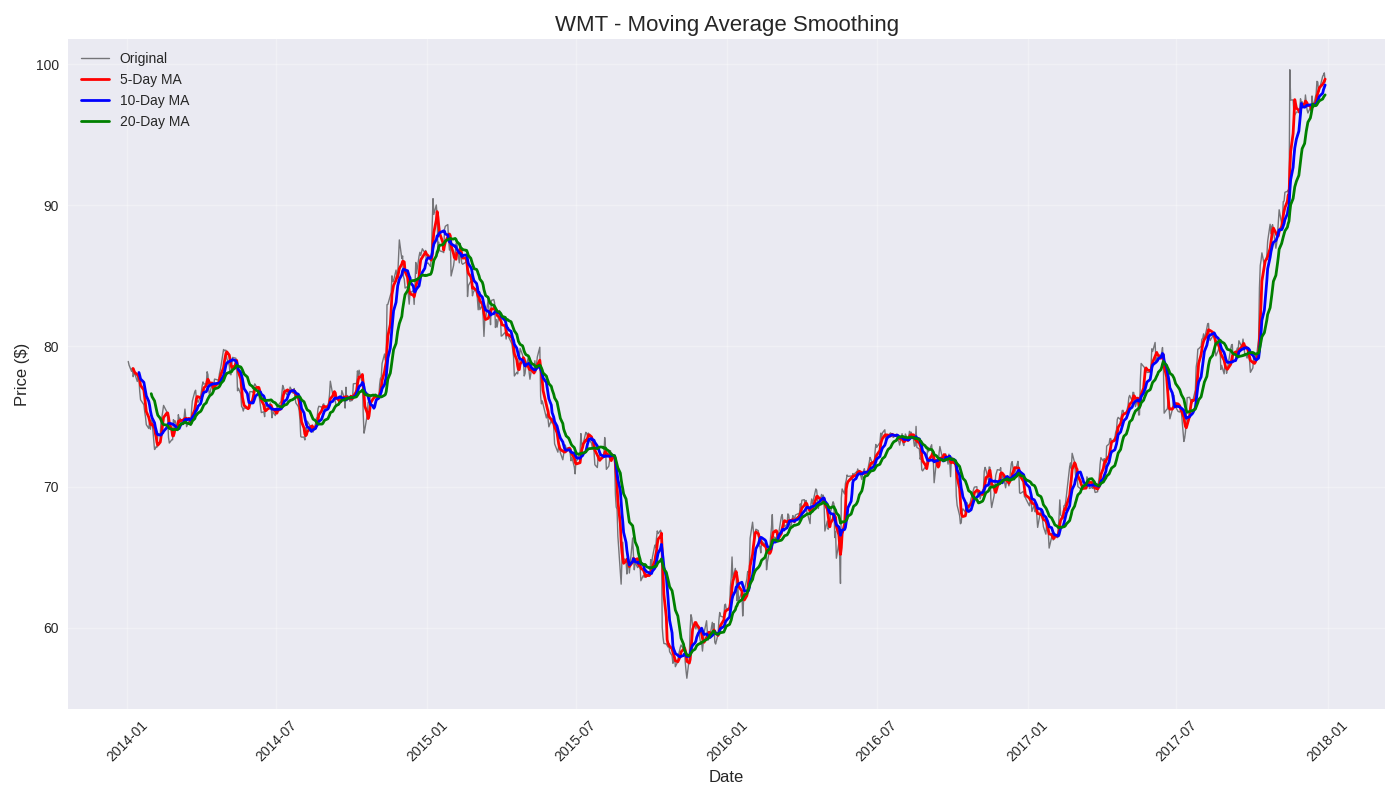 WMT - Moving Average Smoothing
Original
5-Day MA
10-Day MA
20-Day MA
Price ($)
100
90
80
70
60
2014-01
2014-07
2015-01
2015-07
2016-01
2016-07
2017-01
2017-07
2018-01
Date